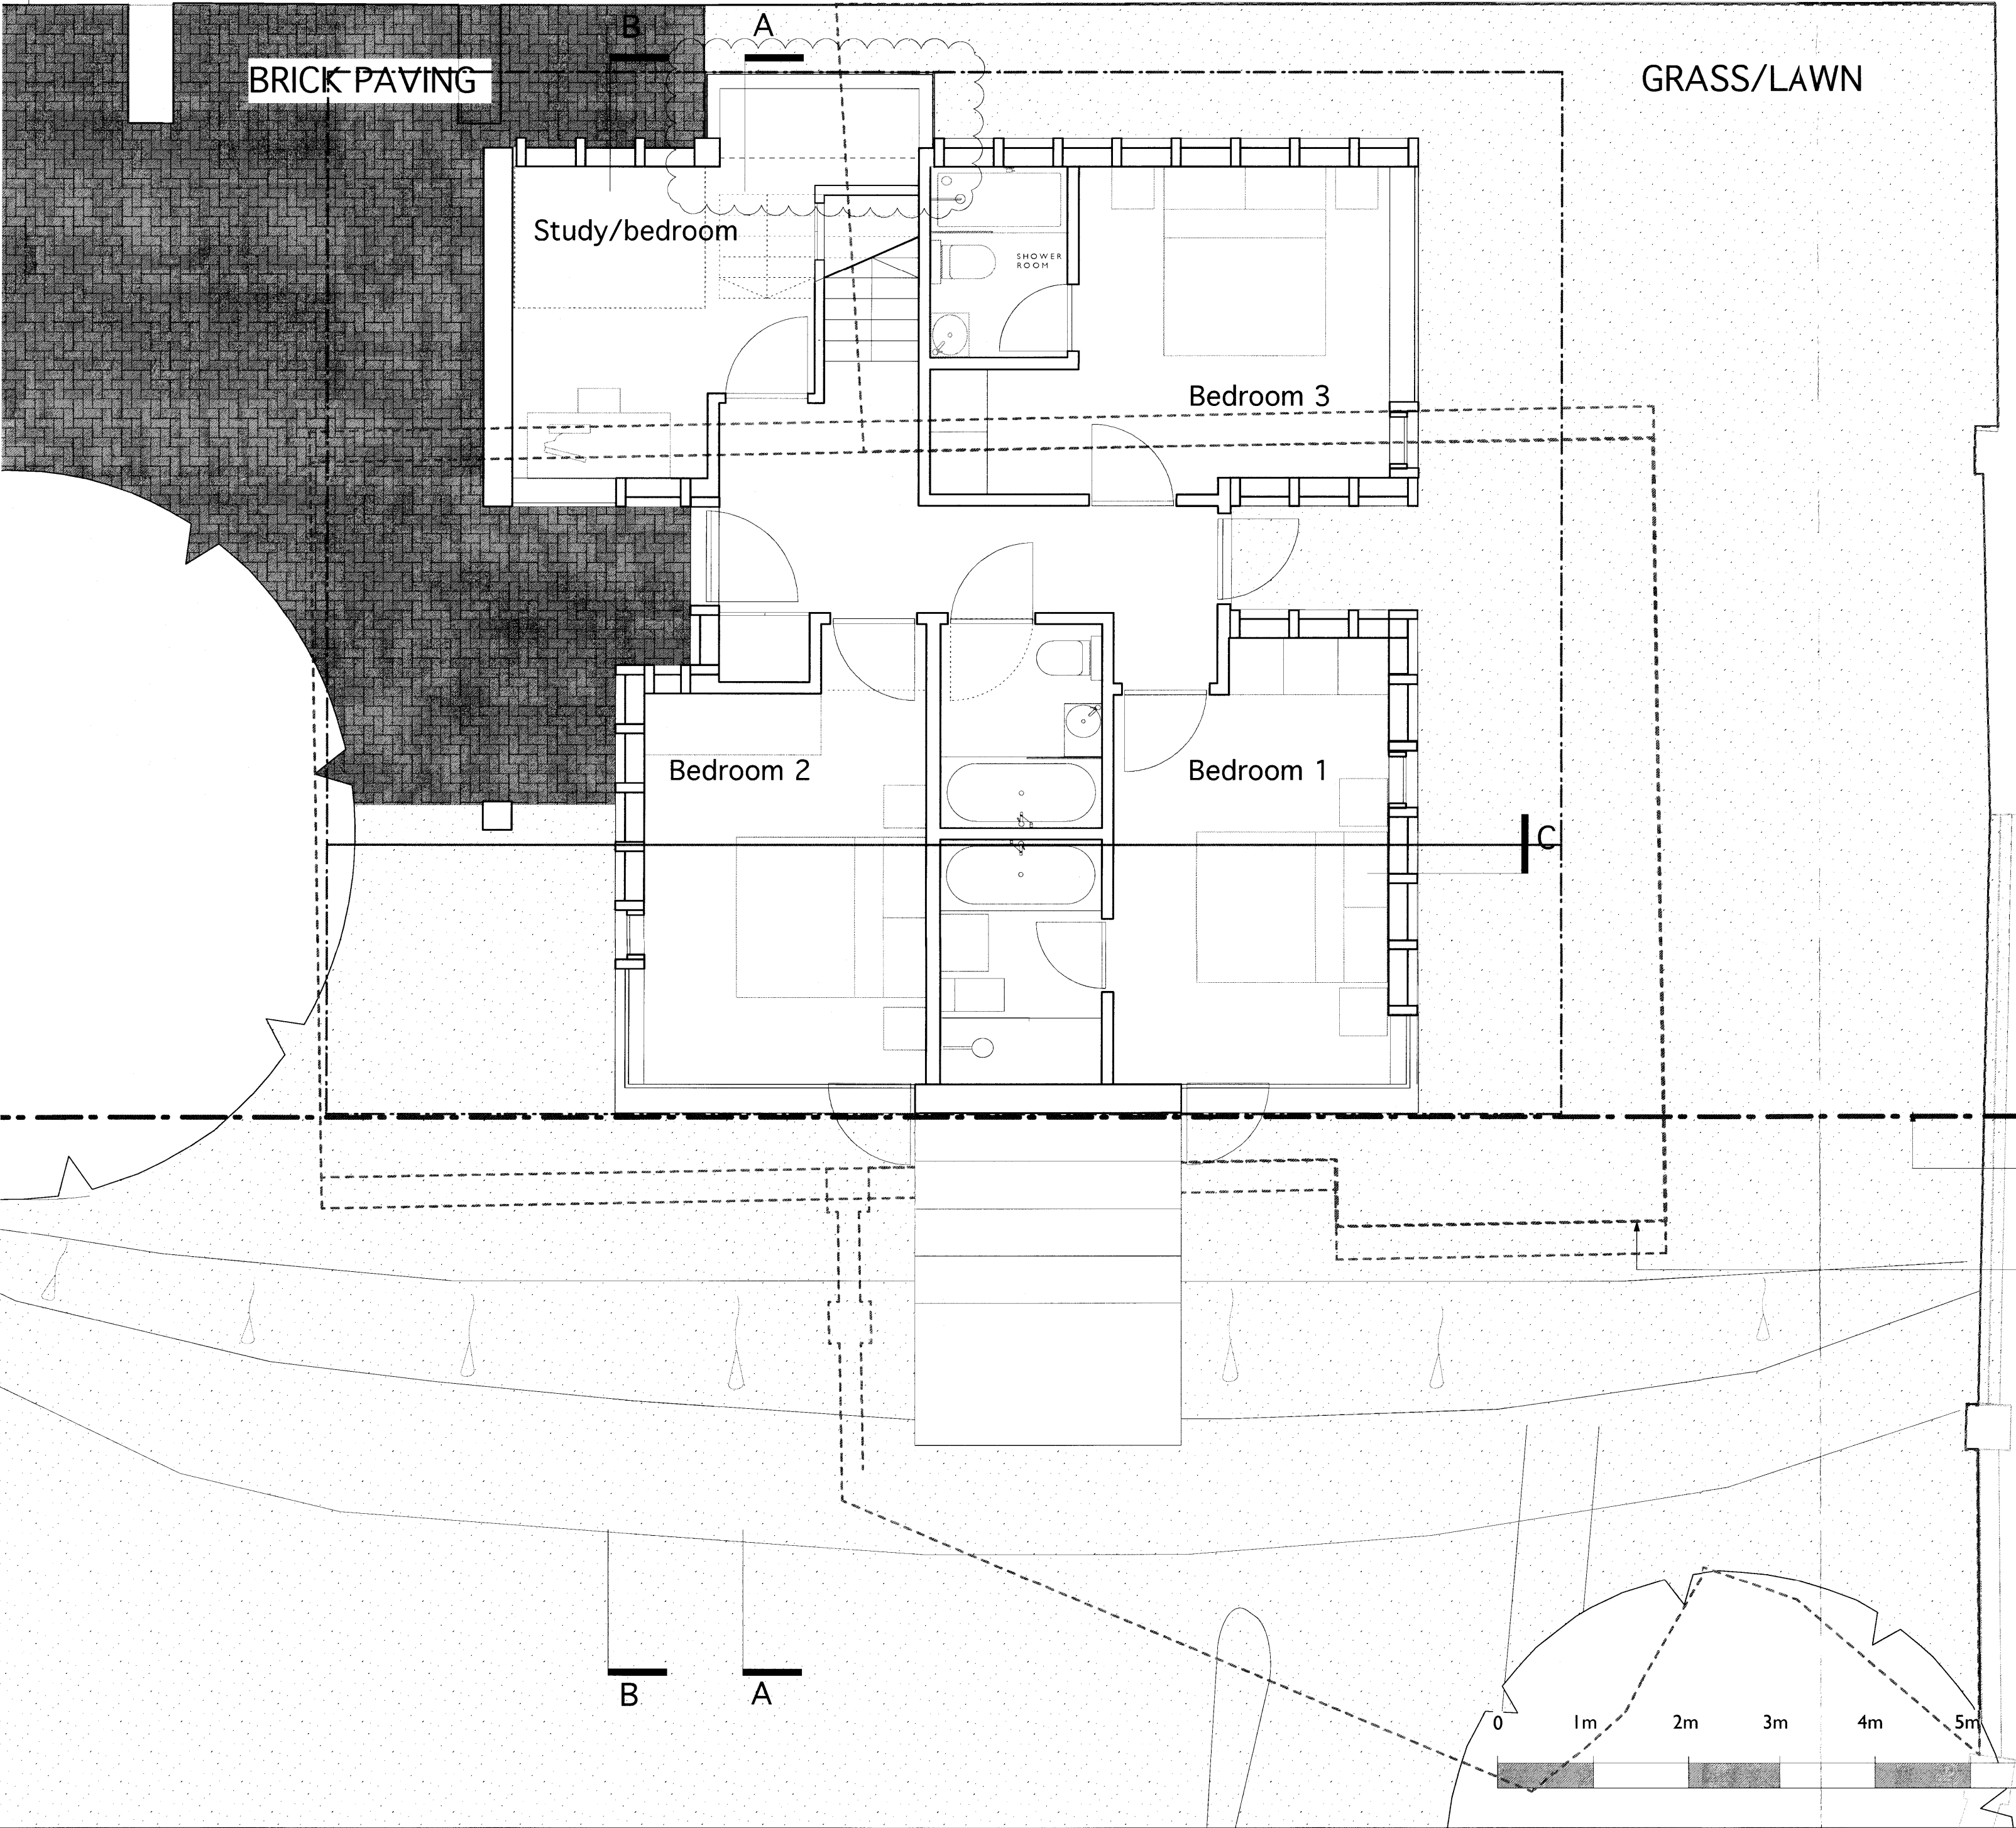 B A
BRICK PAVING
GRASS/LAWN
Study/bedroom
SHOWER
ROOM
Bedroom 3
Bedroom 2
Bedroom 1
C
B A
0 1m 2m 3m 4m 5m